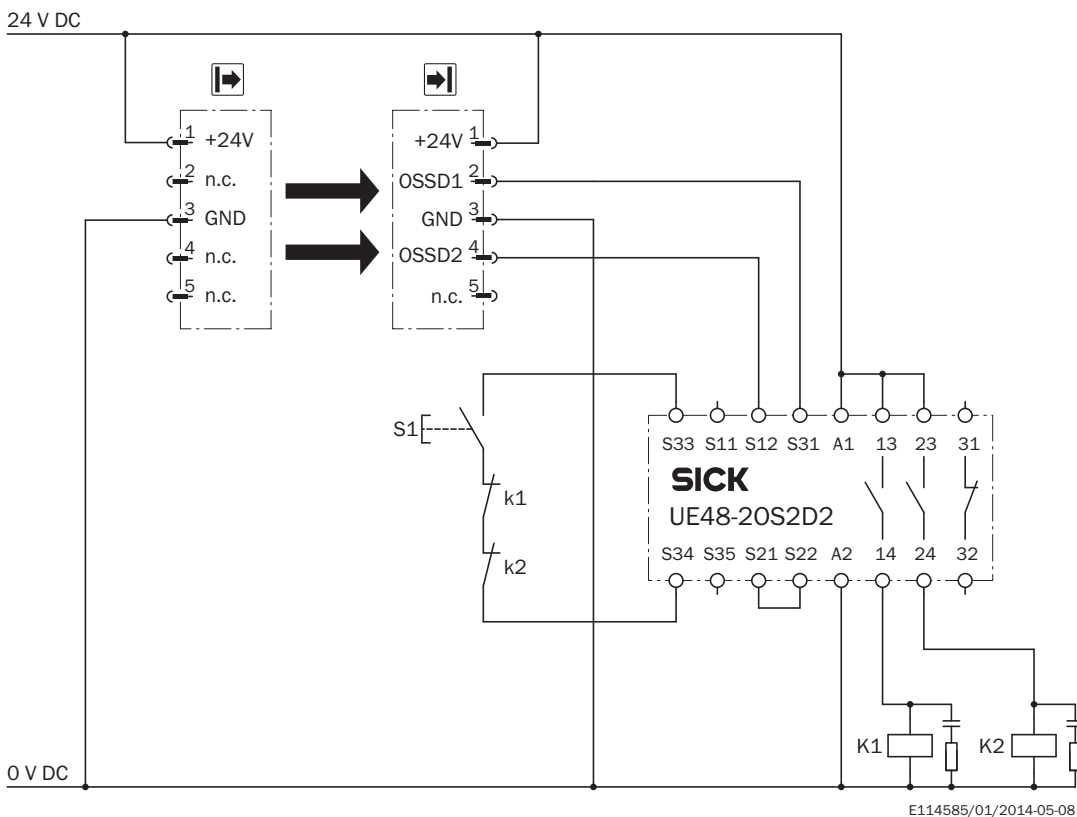 24 V DC
1 +24V
2 n.c.
3 GND
4 n.c.
5 n.c.
+24V 1
OSSD1 2
GND 3
OSSD2 4
n.c. 5
S1
k1
k2
S33 S11 S12 S31 A1 13 23 31
SICK
UE48-20S2D2
S34 S35 S21 S22 A2 14 24 32
K1
K2
0 V DC
E114585/01/2014-05-08